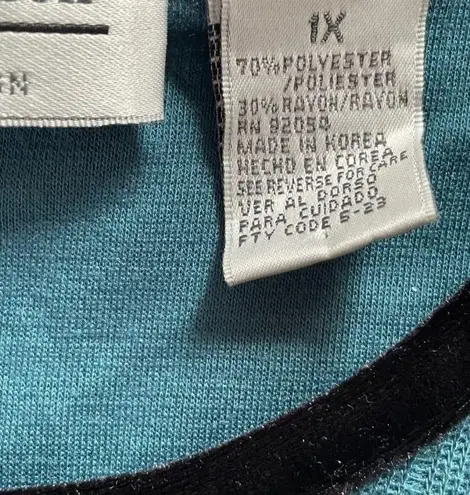 1X
70% POLYESTER
/POLIESTER
30% RAYON/RAYON
RN 92094
MADE IN KOREA
HECHO EN COREA
SEE REVERSE FOR CARE
VER AL DORSO
PARA CUIDADO
FTY CODE 5-23